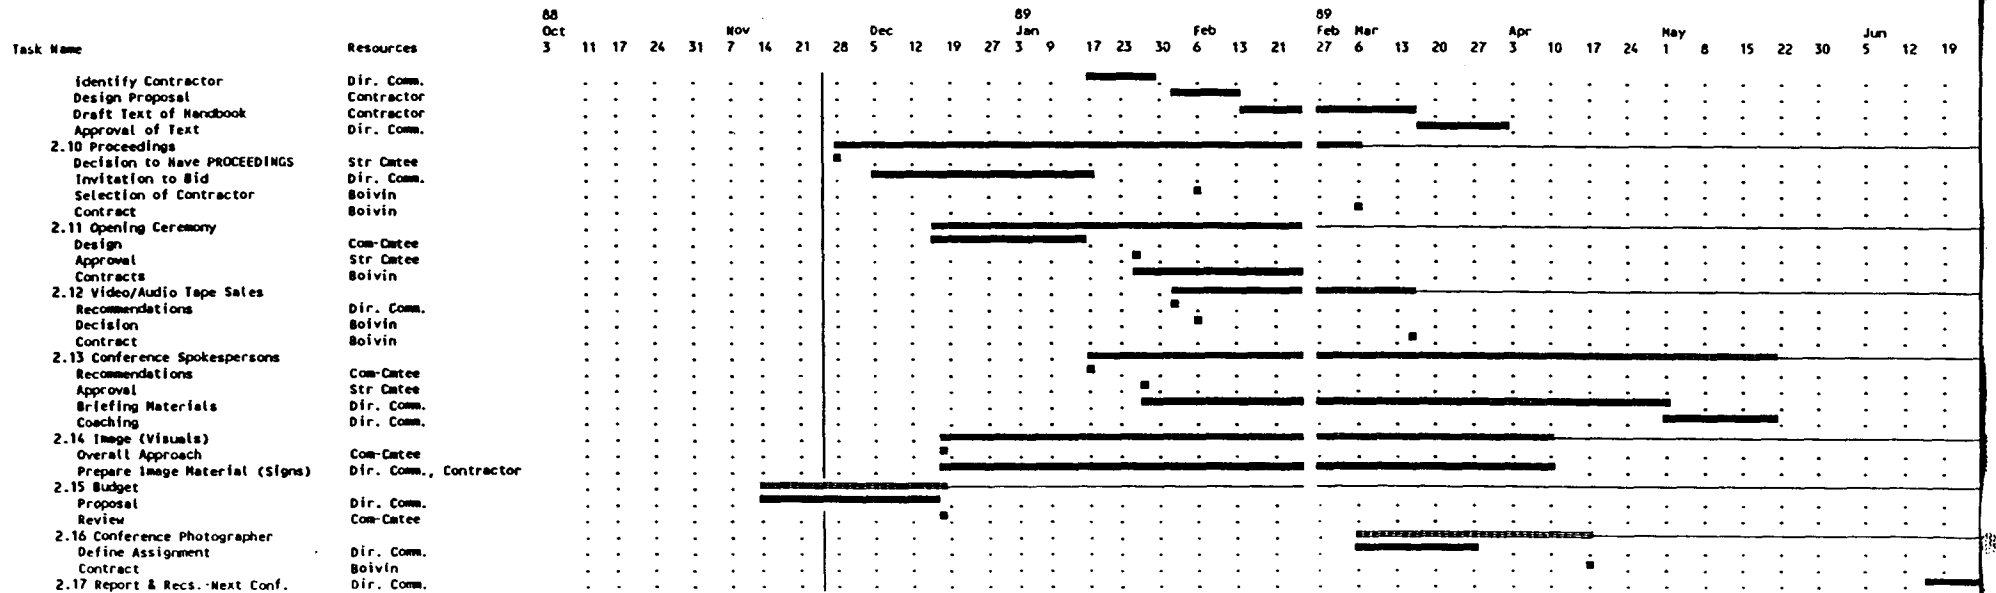 88 89 89
Oct Nov Dec Jan Feb Feb Mar Apr May Jun
Task Name Resources 3 11 17 24 31 7 14 21 28 5 12 19 27 3 9 17 23 30 6 13 21 27 6 13 20 27 3 10 17 24 1 8 15 22 30 5 12 19
identify Contractor Dir. Comm.
Design Proposal Contractor
Draft Text of Handbook Contractor
Approval of Text Dir. Comm.
2.10 Proceedings
Decision to Have PROCEEDINGS Str Cmtee
Invitation to Bid Dir. Comm.
Selection of Contractor Boivin
Contract Boivin
2.11 Opening Ceremony
Design Com-Cmtee
Approval Str Cmtee
Contracts Boivin
2.12 Video/Audio Tape Sales
Recommendations Dir. Comm.
Decision Boivin
Contract Boivin
2.13 Conference Spokespersons
Recommendations Com-Cmtee
Approval Str Cmtee
Briefing Materials Dir. Comm.
Coaching Dir. Comm.
2.14 Image (Visuals)
Overall Approach Com-Cmtee
Prepare Image Material (Signs) Dir. Comm., Contractor
2.15 Budget
Proposal Dir. Comm.
Review Com-Cmtee
2.16 Conference Photographer
Define Assignment Dir. Comm.
Contract Boivin
2.17 Report & Recs.-Next Conf. Dir. Comm.